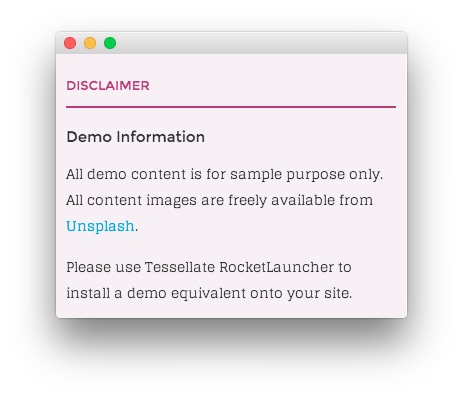 DISCLAIMER
Demo Information
All demo content is for sample purpose only.
All content images are freely available from
Unsplash.
Please use Tessellate RocketLauncher to
install a demo equivalent onto your site.